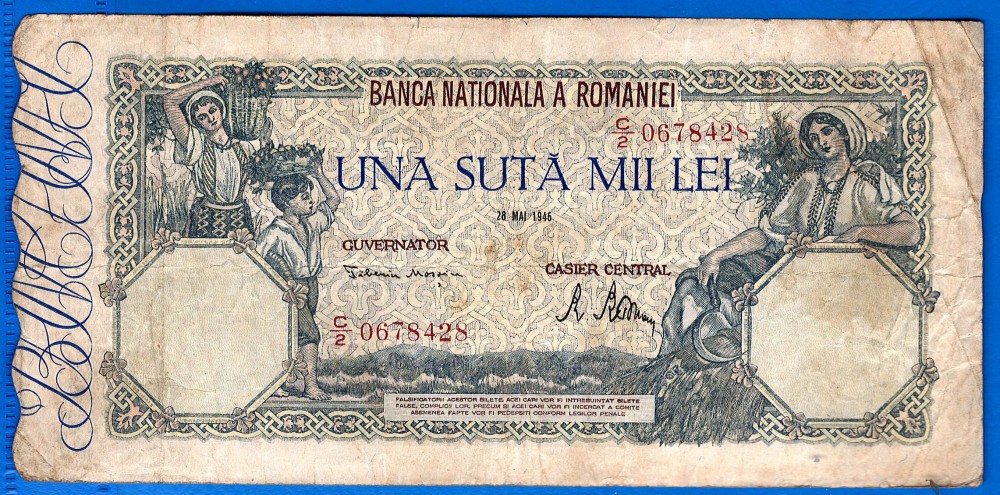 BANCA NATIONALA A ROMANIEI
C/2 0678428
UNA SUTĂ MII LEI
28 MAI 1946
GUVERNATOR
CASIER CENTRAL
C/2 0678428
FALSIFICATORII ACESTOR BILETE, ACEI CARI VOR FI INTREBUINTAT BILETE
FALSE, COMPLICII LOR, PRECUM SI ACEI CARI VOR FI INCERCAT A COMITE
ASEMENEA FAPTE VOR FI PEDEPSITI CONFORM LEGILOR PENALE